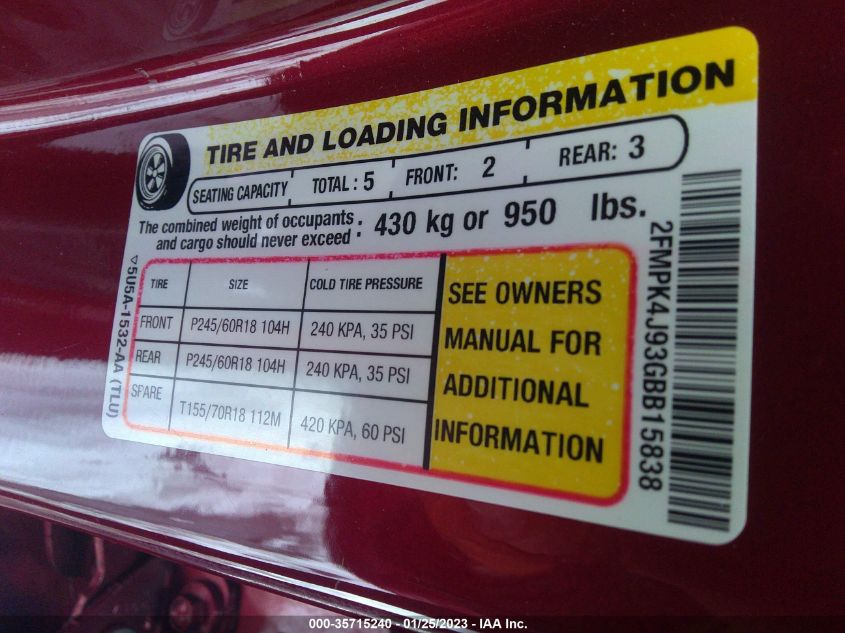 TIRE AND LOADING INFORMATION
SEATING CAPACITY TOTAL : 5 FRONT: 2 REAR: 3
The combined weight of occupants and cargo should never exceed : 430 kg or 950 lbs.
TIRE SIZE COLD TIRE PRESSURE
FRONT P245/60R18 104H 240 KPA, 35 PSI
REAR P245/60R18 104H 240 KPA, 35 PSI
SPARE T155/70R18 112M 420 KPA, 60 PSI
SEE OWNERS
MANUAL FOR
ADDITIONAL
INFORMATION
▽5U5A-1532-AA (TLU)
2FMPK4J93GBB15838
000-35715240 - 01/25/2023 - IAA Inc.